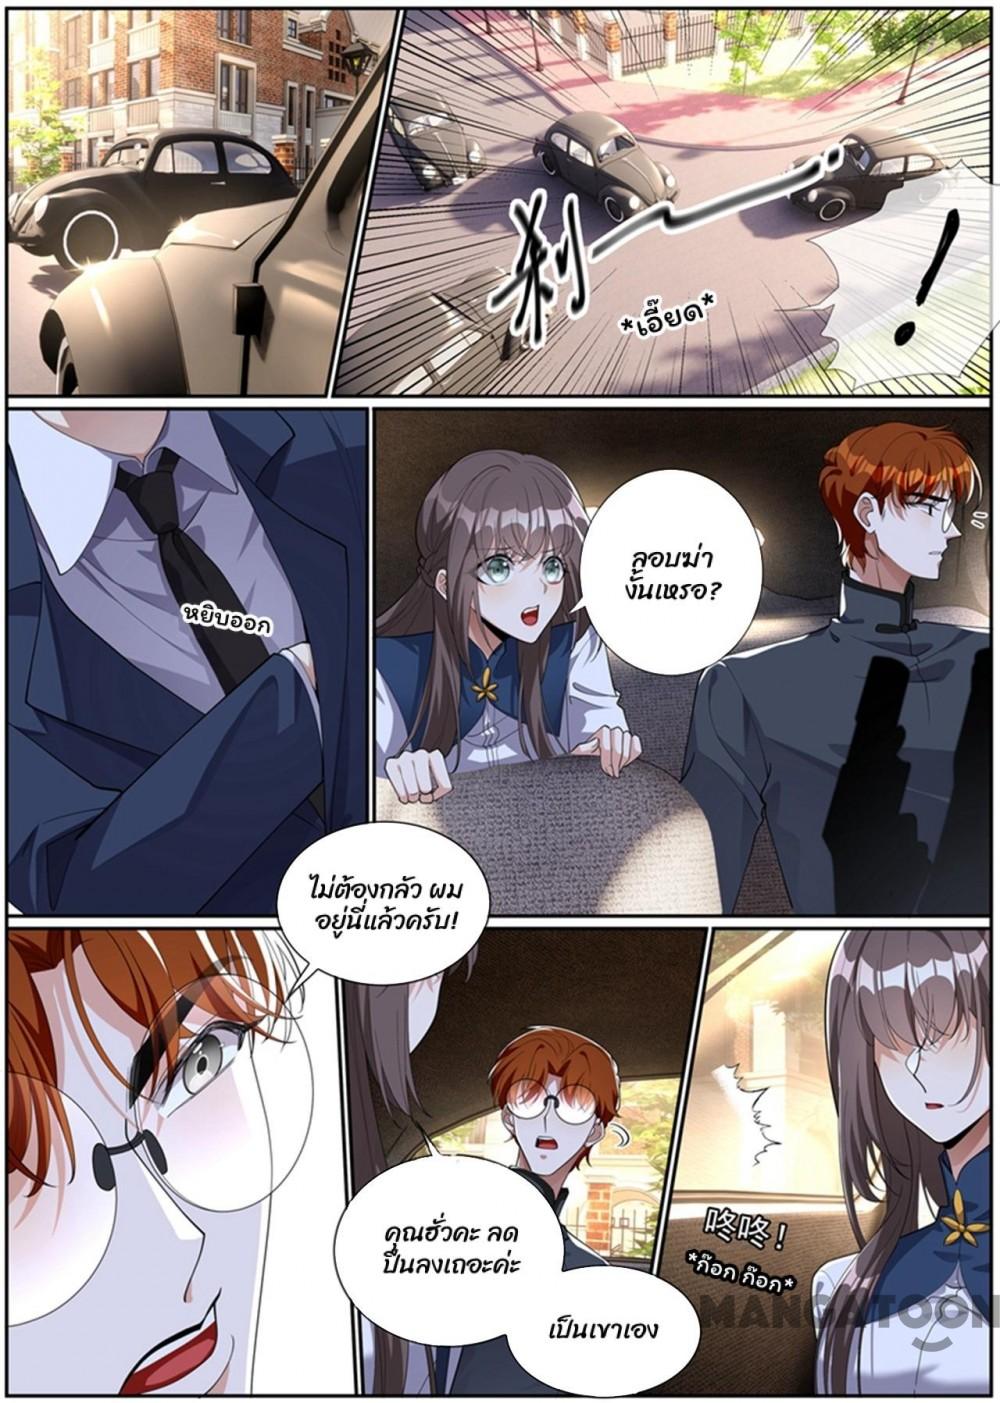 刹
*เอี๊ยด*
!
หยิบออก
ลอบฆ่า
งั้นเหรอ?
ไม่ต้องกลัว ผม
อยู่นี่แล้วครับ!
คุณฮั่วคะ ลด
ปืนลงเถอะค่ะ
เป็นเขาเอง
咚咚!
*ก๊อก ก๊อก*
MANGATOON